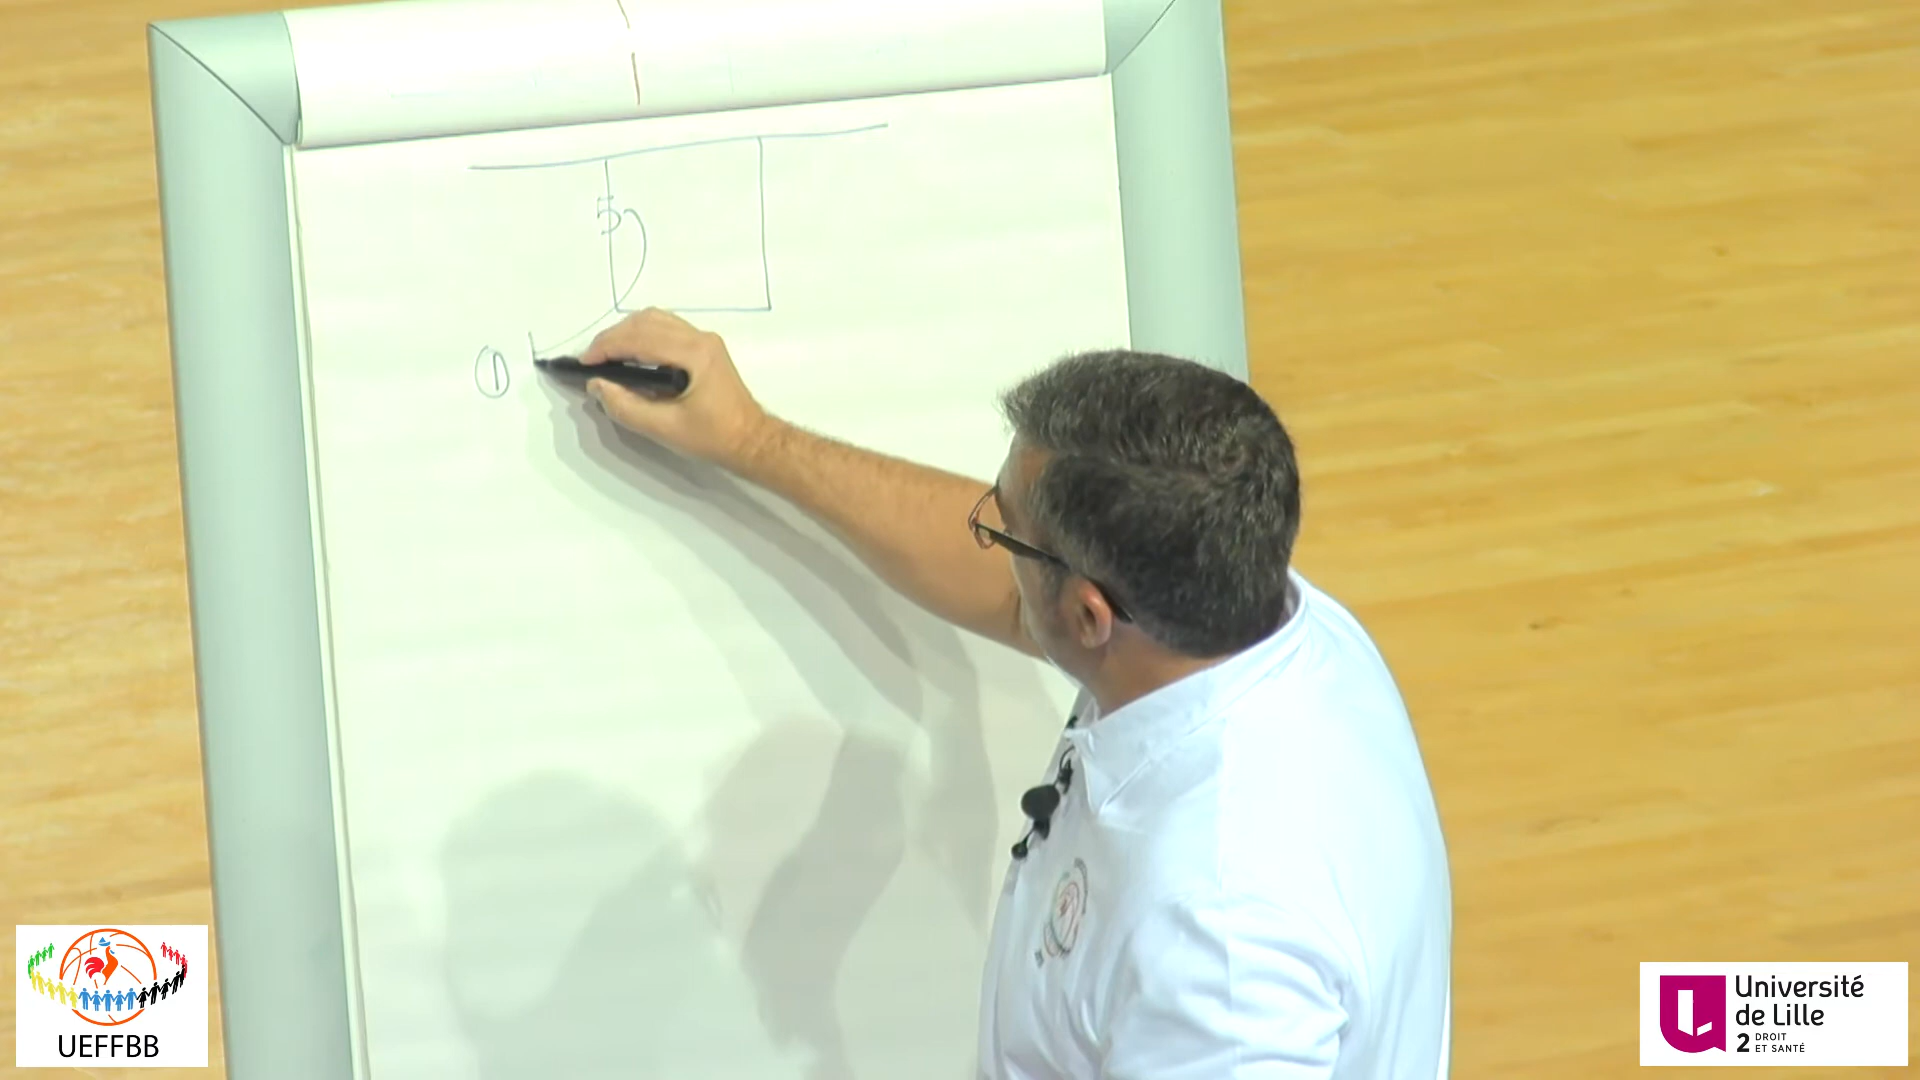 5
1
UEFFBB
Université
de Lille
2 DROIT
ET SANTÉ